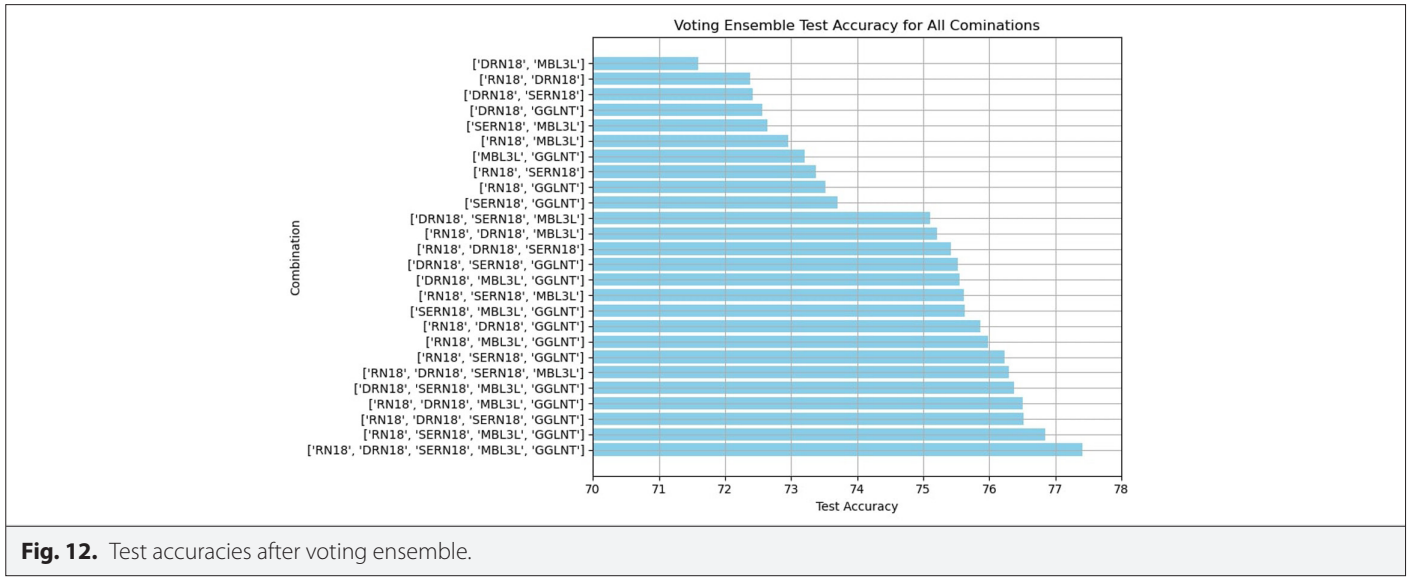 Voting Ensemble Test Accuracy for All Cominations
['DRN18', 'MBL3L']
['RN18', 'DRN18']
['DRN18', 'SERN18']
['DRN18', 'GGLNT']
['SERN18', 'MBL3L']
['RN18', 'MBL3L']
['MBL3L', 'GGLNT']
['RN18', 'SERN18']
['RN18', 'GGLNT']
['SERN18', 'GGLNT']
['DRN18', 'SERN18', 'MBL3L']
['RN18', 'DRN18', 'MBL3L']
['RN18', 'DRN18', 'SERN18']
['DRN18', 'SERN18', 'GGLNT']
['DRN18', 'MBL3L', 'GGLNT']
['RN18', 'SERN18', 'MBL3L']
['SERN18', 'MBL3L', 'GGLNT']
['RN18', 'DRN18', 'GGLNT']
['RN18', 'MBL3L', 'GGLNT']
['RN18', 'SERN18', 'GGLNT']
['RN18', 'DRN18', 'SERN18', 'MBL3L']
['DRN18', 'SERN18', 'MBL3L', 'GGLNT']
['RN18', 'DRN18', 'MBL3L', 'GGLNT']
['RN18', 'DRN18', 'SERN18', 'GGLNT']
['RN18', 'SERN18', 'MBL3L', 'GGLNT']
['RN18', 'DRN18', 'SERN18', 'MBL3L', 'GGLNT']
Combination
70 71 72 73 74 75 76 77 78
Test Accuracy
Fig. 12. Test accuracies after voting ensemble.